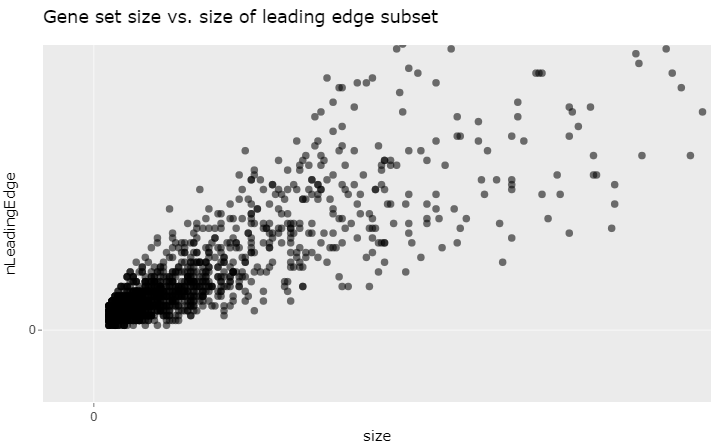 Gene set size vs. size of leading edge subset
nLeadingEdge
0
0
size